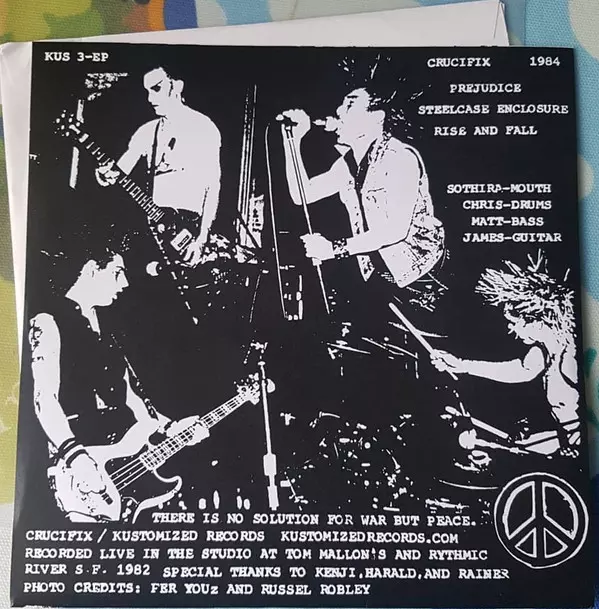 KUS 3-EP
CRUCIFIX 1984
PREJUDICE
STEELCASE ENCLOSURE
RISE AND FALL
SOTHIRA-MOUTH
CHRIS-DRUMS
MATT-BASS
JAMES-GUITAR
THERE IS NO SOLUTION FOR WAR BUT PEACE.
CRUCIFIX / KUSTOMIZED RECORDS KUSTOMIZEDRECORDS.COM
RECORDED LIVE IN THE STUDIO AT TOM MALLON'S AND RYTHMIC
RIVER S.F. 1982 SPECIAL THANKS TO KENJI,HARALD,AND RAINER
PHOTO CREDITS: FER YOUZ AND RUSSEL ROBLEY